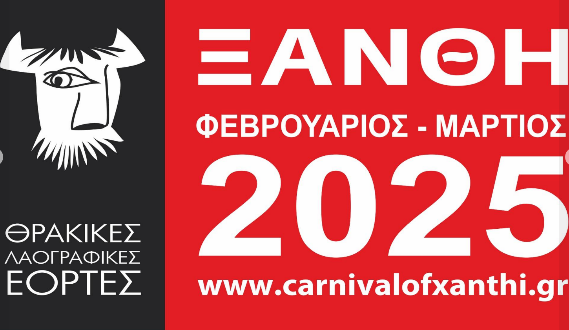 ΘΡΑΚΙΚΕΣ
ΛΑΟΓΡΑΦΙΚΕΣ
ΕΟΡΤΕΣ
ΞΑΝΘΗ
ΦΕΒΡΟΥΑΡΙΟΣ - ΜΑΡΤΙΟΣ
2025
www.carnivalofxanthi.gr